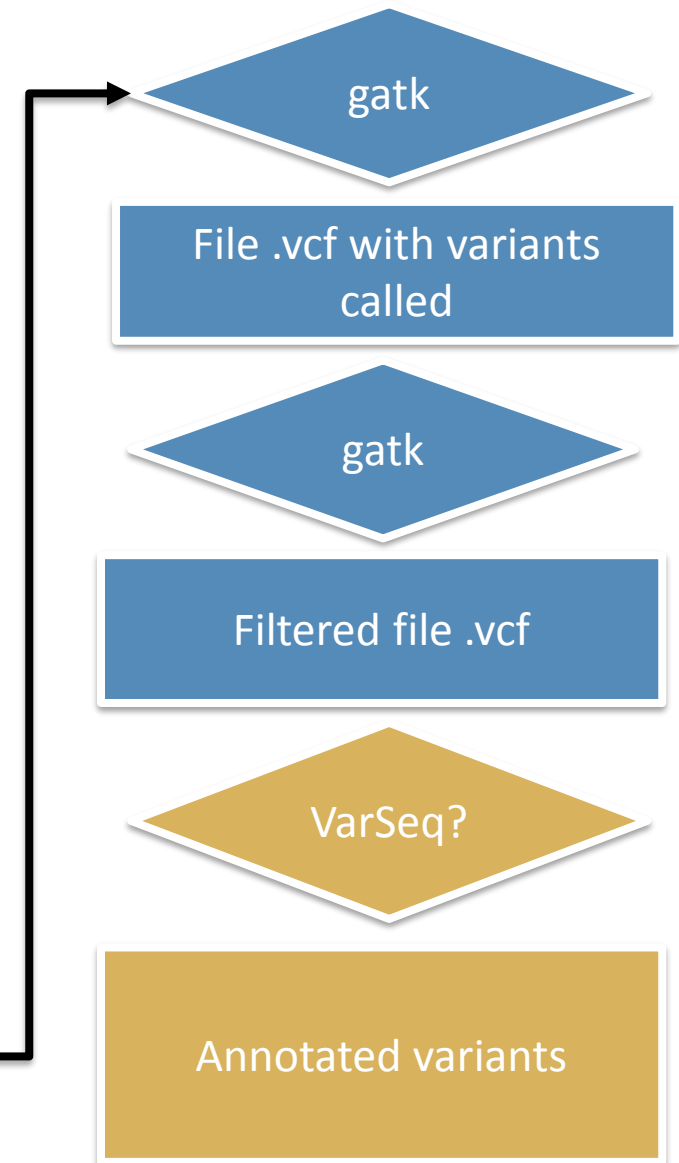 gatk
File .vcf with variants
called
gatk
Filtered file .vcf
VarSeq?
Annotated variants